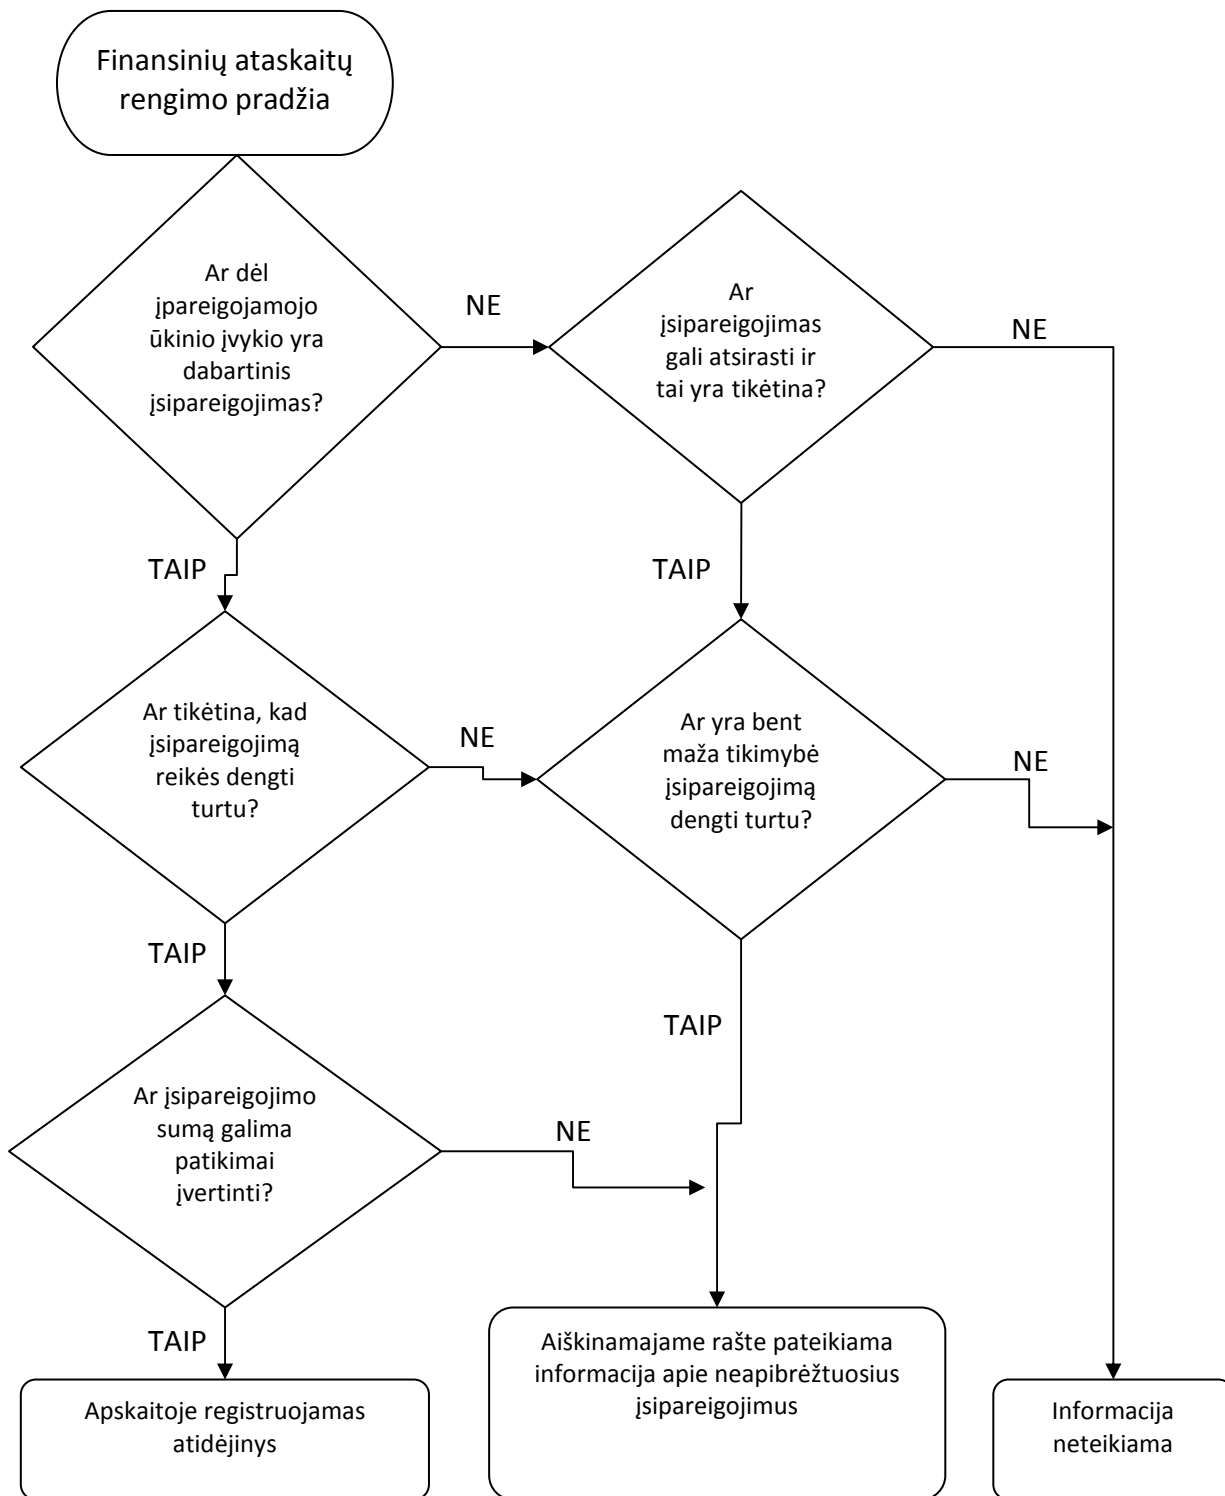 Finansinių ataskaitų
rengimo pradžia
Ar dėl
įpareigojamojo
ūkinio įvykio yra
dabartinis
įsipareigojimas?
NE
Ar
įsipareigojimas
gali atsirasti ir
tai yra tikėtina?
NE
TAIP
TAIP
Ar tikėtina, kad
įsipareigojimą
reikės dengti
turtu?
NE
Ar yra bent
maža tikimybė
įsipareigojimą
dengti turtu?
NE
TAIP
TAIP
Ar įsipareigojimo
sumą galima
patikimai
įvertinti?
NE
TAIP
Apskaitoje registruojamas
atidėjinys
Aiškinamajame rašte pateikiama
informacija apie neapibrėžtuosius
įsipareigojimus
Informacija
neteikiama